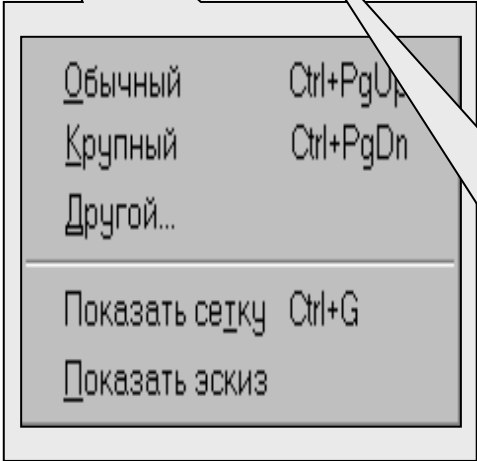 Обычный Ctrl+PgUp
Крупный Ctrl+PgDn
Другой...
Показать сетку Ctrl+G
Показать эскиз